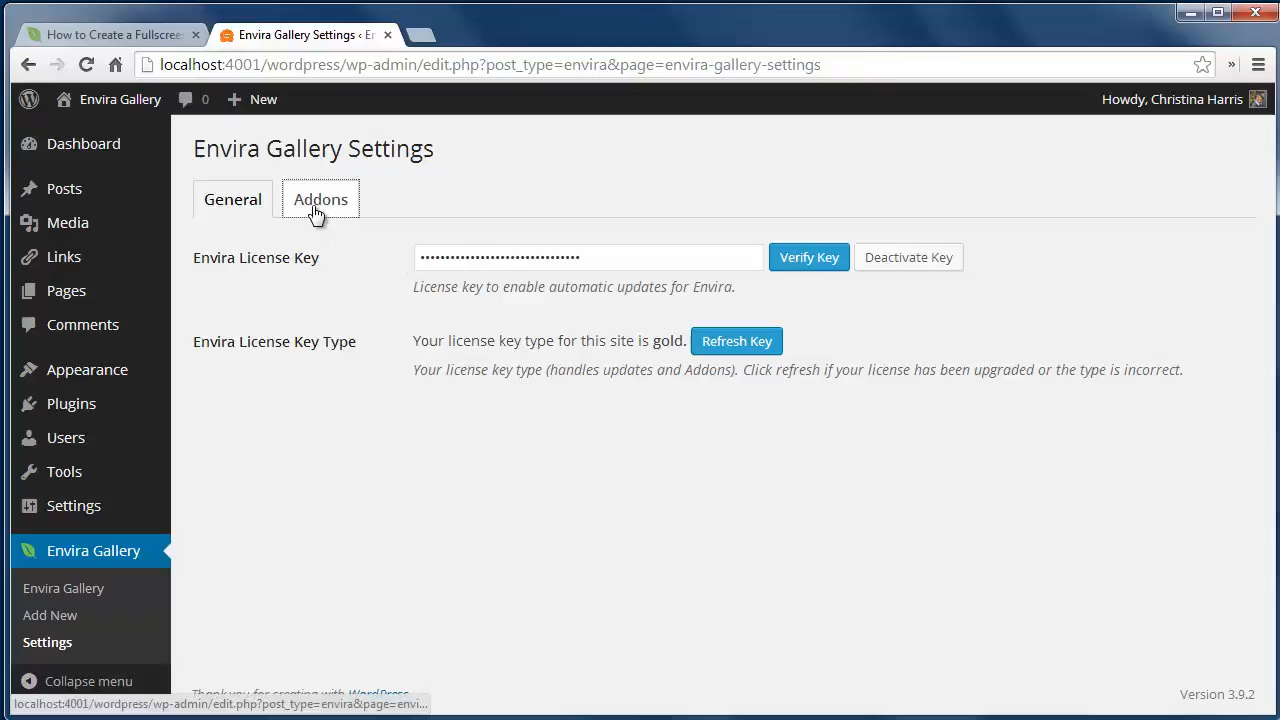 How to Create a Fullscree
Envira Gallery Settings ‹ En
localhost:4001/wordpress/wp-admin/edit.php?post_type=envira&page=envira-gallery-settings
Envira Gallery 0 New Howdy, Christina Harris
Dashboard
Posts
Media
Links
Pages
Comments
Appearance
Plugins
Users
Tools
Settings
Envira Gallery
Envira Gallery
Add New
Settings
Collapse menu
Envira Gallery Settings
General Addons
Envira License Key •••••••••••••••••••••••••••••••• Verify Key Deactivate Key
License key to enable automatic updates for Envira.
Envira License Key Type Your license key type for this site is gold. Refresh Key
Your license key type (handles updates and Addons). Click refresh if your license has been upgraded or the type is incorrect.
Thank you for creating with WordPress
Version 3.9.2
localhost:4001/wordpress/wp-admin/edit.php?post_type=envira&page=envi...